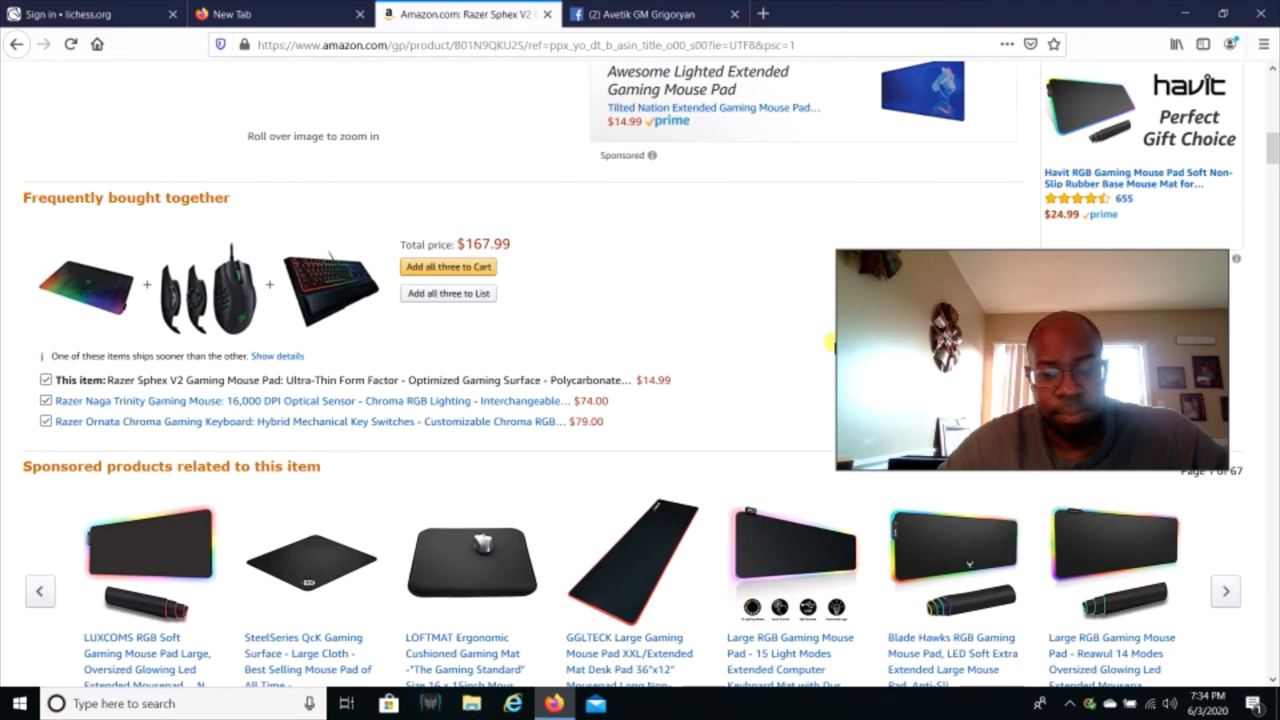 Sign in • lichess.org
New Tab
Amazon.com: Razer Sphex V2 G
(2) Avetik GM Grigoryan
https://www.amazon.com/gp/product/B01N9QKU2S/ref=ppx_yo_dt_b_asin_title_o00_s00?ie=UTF8&psc=1
Awesome Lighted Extended
Gaming Mouse Pad
Tilted Nation Extended Gaming Mouse Pad...
$14.99 prime
Sponsored
Roll over image to zoom in
havit
Perfect
Gift Choice
Havit RGB Gaming Mouse Pad Soft Non-
Slip Rubber Base Mouse Mat for...
655
$24.99 prime
Frequently bought together
Total price: $167.99
Add all three to Cart
Add all three to List
One of these items ships sooner than the other. Show details
This item: Razer Sphex V2 Gaming Mouse Pad: Ultra-Thin Form Factor - Optimized Gaming Surface - Polycarbonate... $14.99
Razer Naga Trinity Gaming Mouse: 16,000 DPI Optical Sensor - Chroma RGB Lighting - Interchangeable... $74.00
Razer Ornata Chroma Gaming Keyboard: Hybrid Mechanical Key Switches - Customizable Chroma RGB... $79.00
Sponsored products related to this item
Page 1 of 67
LUXCOMS RGB Soft
Gaming Mouse Pad Large,
Oversized Glowing Led
Extended Mousepad
SteelSeries QcK Gaming
Surface - Large Cloth -
Best Selling Mouse Pad of
All Time -
LOFTMAT Ergonomic
Cushioned Gaming Mat
-"The Gaming Standard"
Size 16 x 15inch Mous
GGLTECK Large Gaming
Mouse Pad XXL/Extended
Mat Desk Pad 36"x12"
Mousepad Long Non-
Large RGB Gaming Mouse
Pad - 15 Light Modes
Extended Computer
Keyboard Mat with Dur
Blade Hawks RGB Gaming
Mouse Pad, LED Soft Extra
Extended Large Mouse
Pad, Anti-Sli
Large RGB Gaming Mouse
Pad - Reawul 14 Modes
Oversized Glowing Led
Extended Mousepa
Type here to search
7:34 PM
6/3/2020